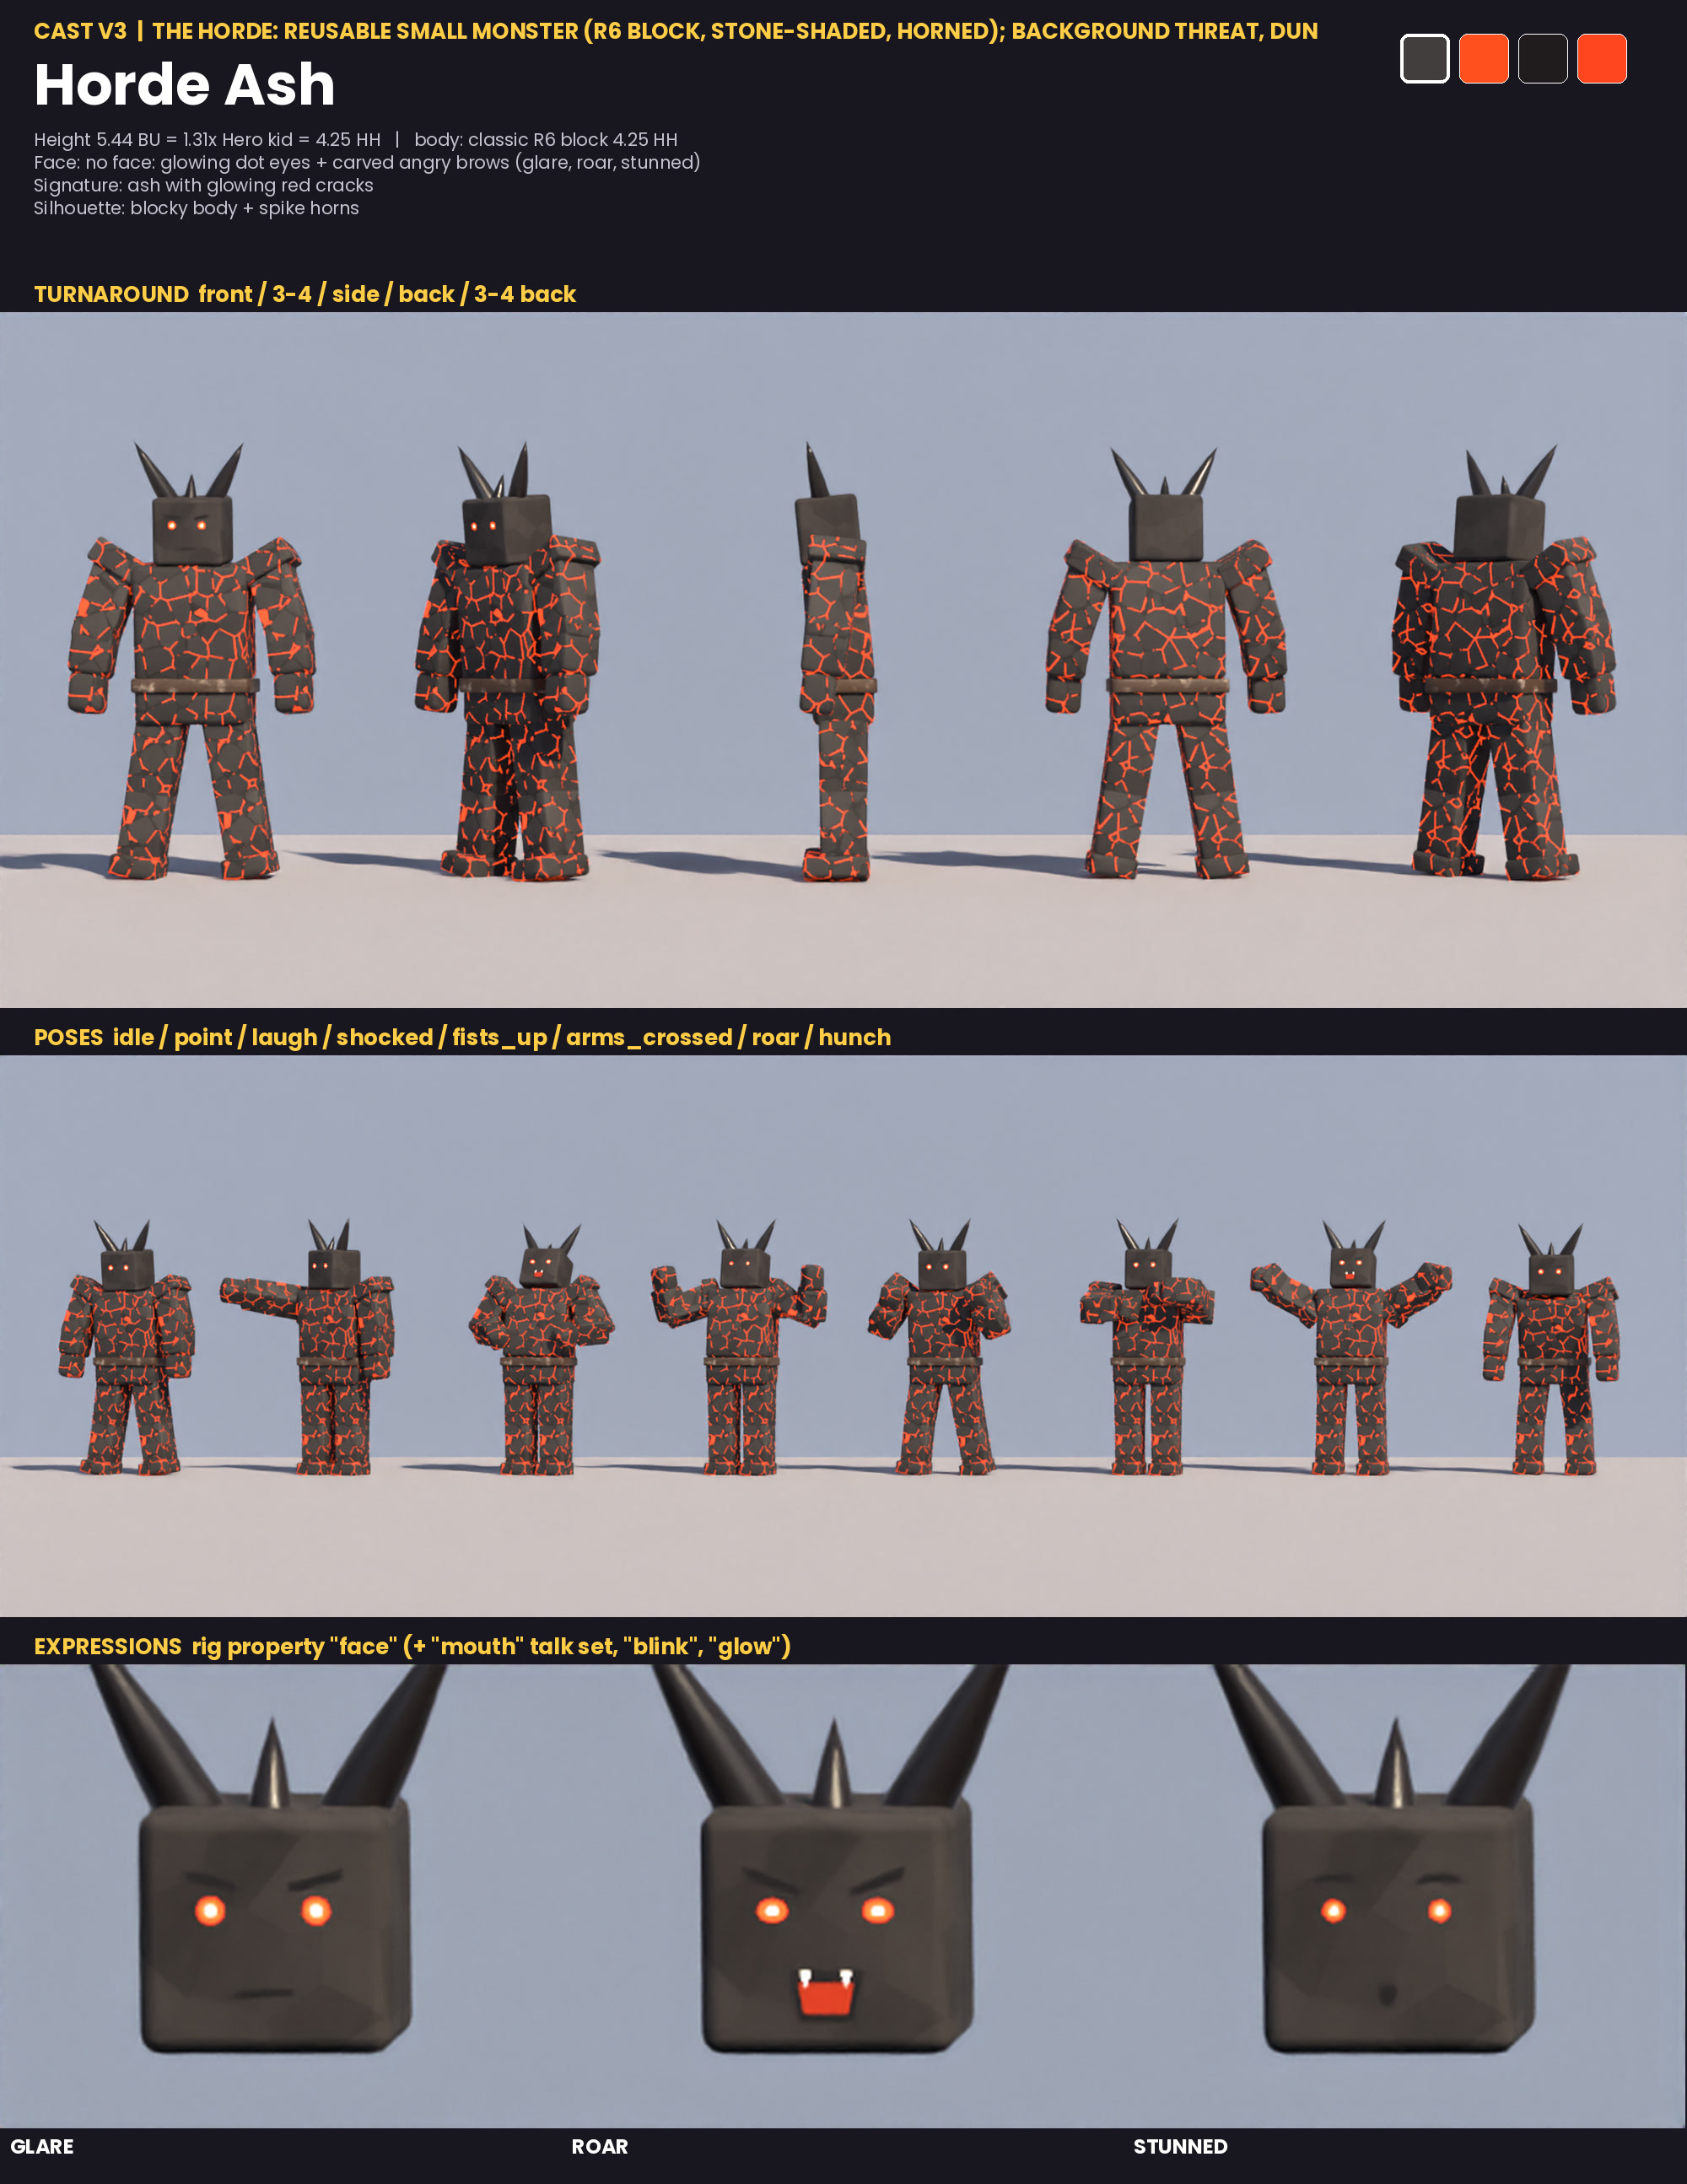 CAST V3 | THE HORDE: REUSABLE SMALL MONSTER (R6 BLOCK, STONE-SHADED, HORNED); BACKGROUND THREAT, DUN
Horde Ash
Height 5.44 BU = 1.31x Hero kid = 4.25 HH | body: classic R6 block 4.25 HH
Face: no face: glowing dot eyes + carved angry brows (glare, roar, stunned)
Signature: ash with glowing red cracks
Silhouette: blocky body + spike horns
TURNAROUND front / 3-4 / side / back / 3-4 back
POSES idle / point / laugh / shocked / fists_up / arms_crossed / roar / hunch
EXPRESSIONS rig property "face" (+ "mouth" talk set, "blink", "glow")
GLARE
ROAR
STUNNED